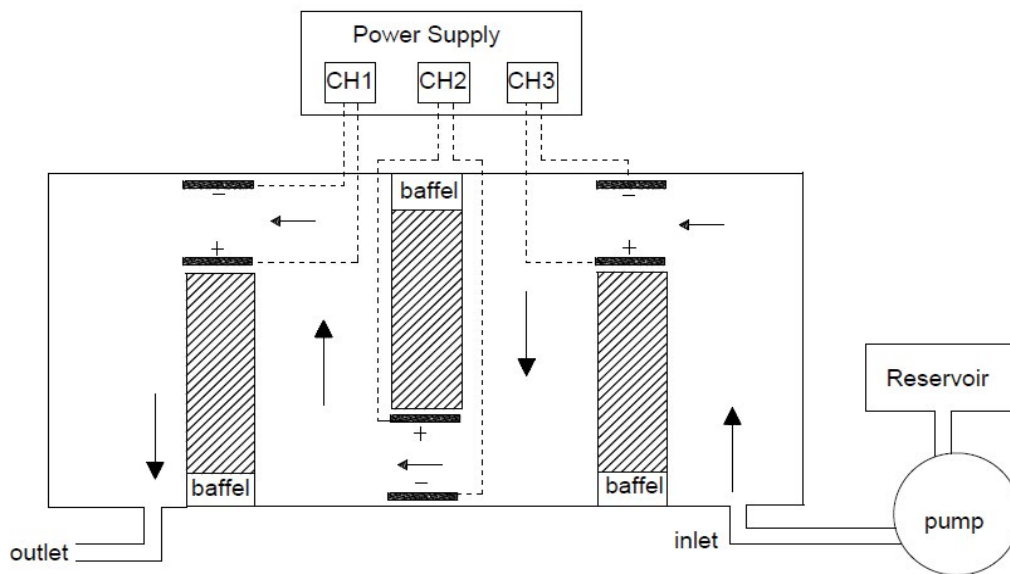 Power Supply
CH1 CH2 CH3
baffel
- -
+ +
Reservoir
+
-
baffel baffel
pump
outlet inlet